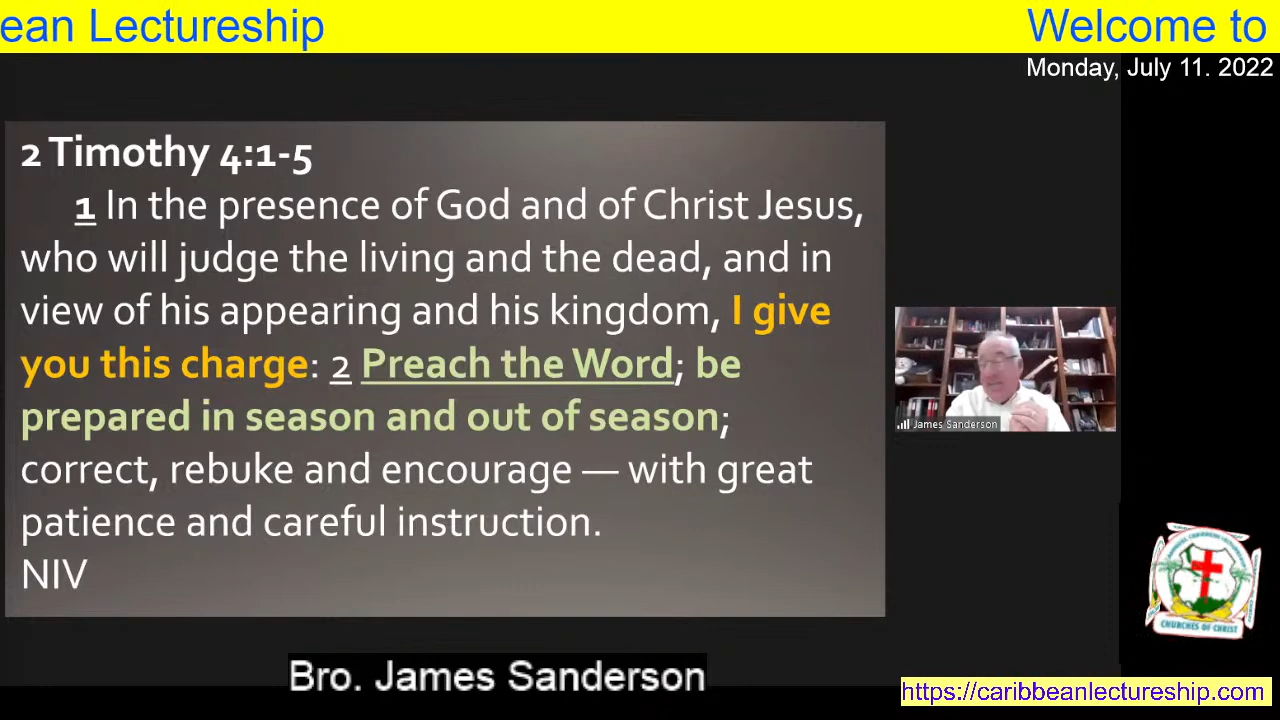 ean Lectureship
Welcome to
Monday, July 11. 2022
2 Timothy 4:1-5
1 In the presence of God and of Christ Jesus,
who will judge the living and the dead, and in
view of his appearing and his kingdom, I give
you this charge: 2 Preach the Word; be
prepared in season and out of season;
correct, rebuke and encourage — with great
patience and careful instruction.
NIV
James Sanderson
CHURCHES OF CHRIST
Bro. James Sanderson
https://caribbeanlectureship.com